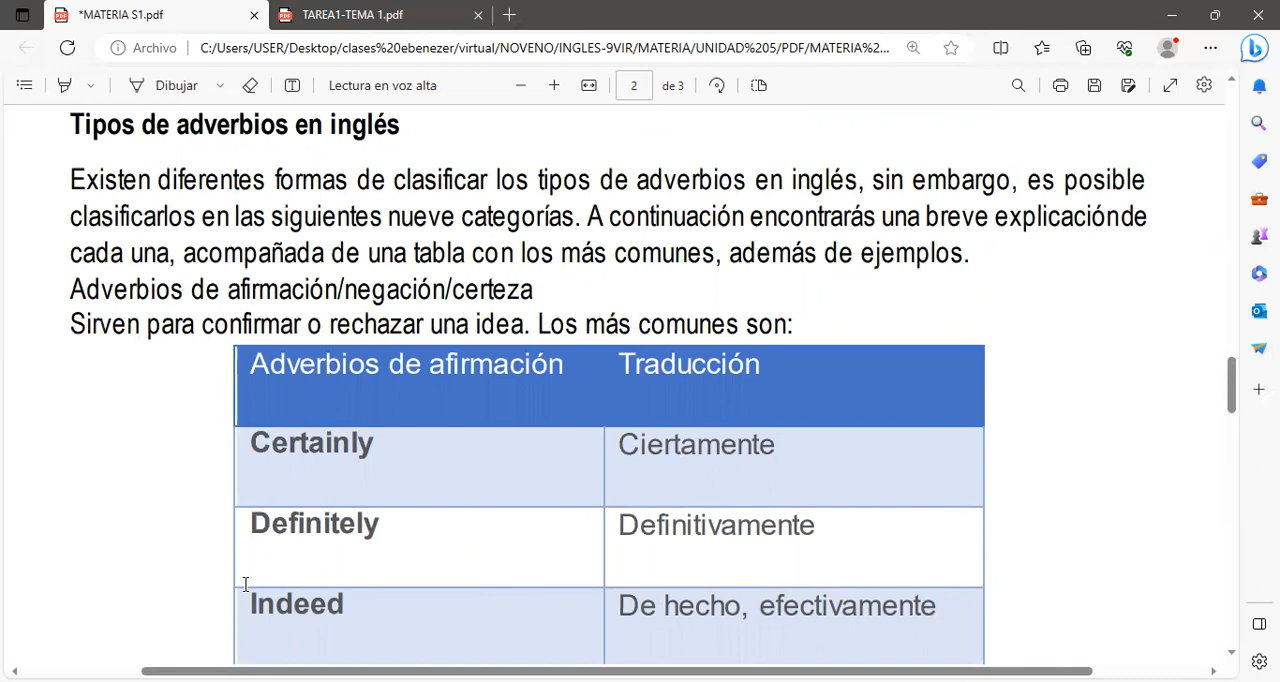 *MATERIA S1.pdf
TAREA1-TEMA 1.pdf
Archivo
C:/Users/USER/Desktop/clases%20ebenezer/virtual/NOVENO/INGLES-9VIR/MATERIA/UNIDAD%205/PDF/MATERIA%2...
Dibujar
Lectura en voz alta
2
de 3
Tipos de adverbios en inglés
Existen diferentes formas de clasificar los tipos de adverbios en inglés, sin embargo, es posible
clasificarlos en las siguientes nueve categorías. A continuación encontrarás una breve explicaciónde
cada una, acompañada de una tabla con los más comunes, además de ejemplos.
Adverbios de afirmación/negación/certeza
Sirven para confirmar o rechazar una idea. Los más comunes son:
Adverbios de afirmación Traducción
Certainly Ciertamente
Definitely Definitivamente
Indeed De hecho, efectivamente